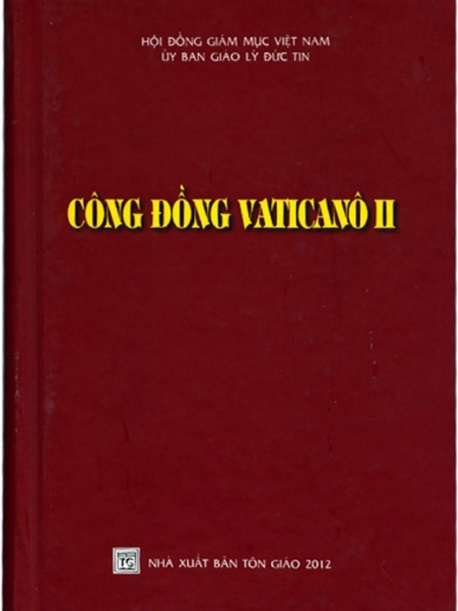 HỘI ĐỒNG GIÁM MỤC VIỆT NAM
ỦY BAN GIÁO LÝ ĐỨC TIN
CÔNG ĐỒNG VATICANÔ II
TG
NHÀ XUẤT BẢN TÔN GIÁO 2012